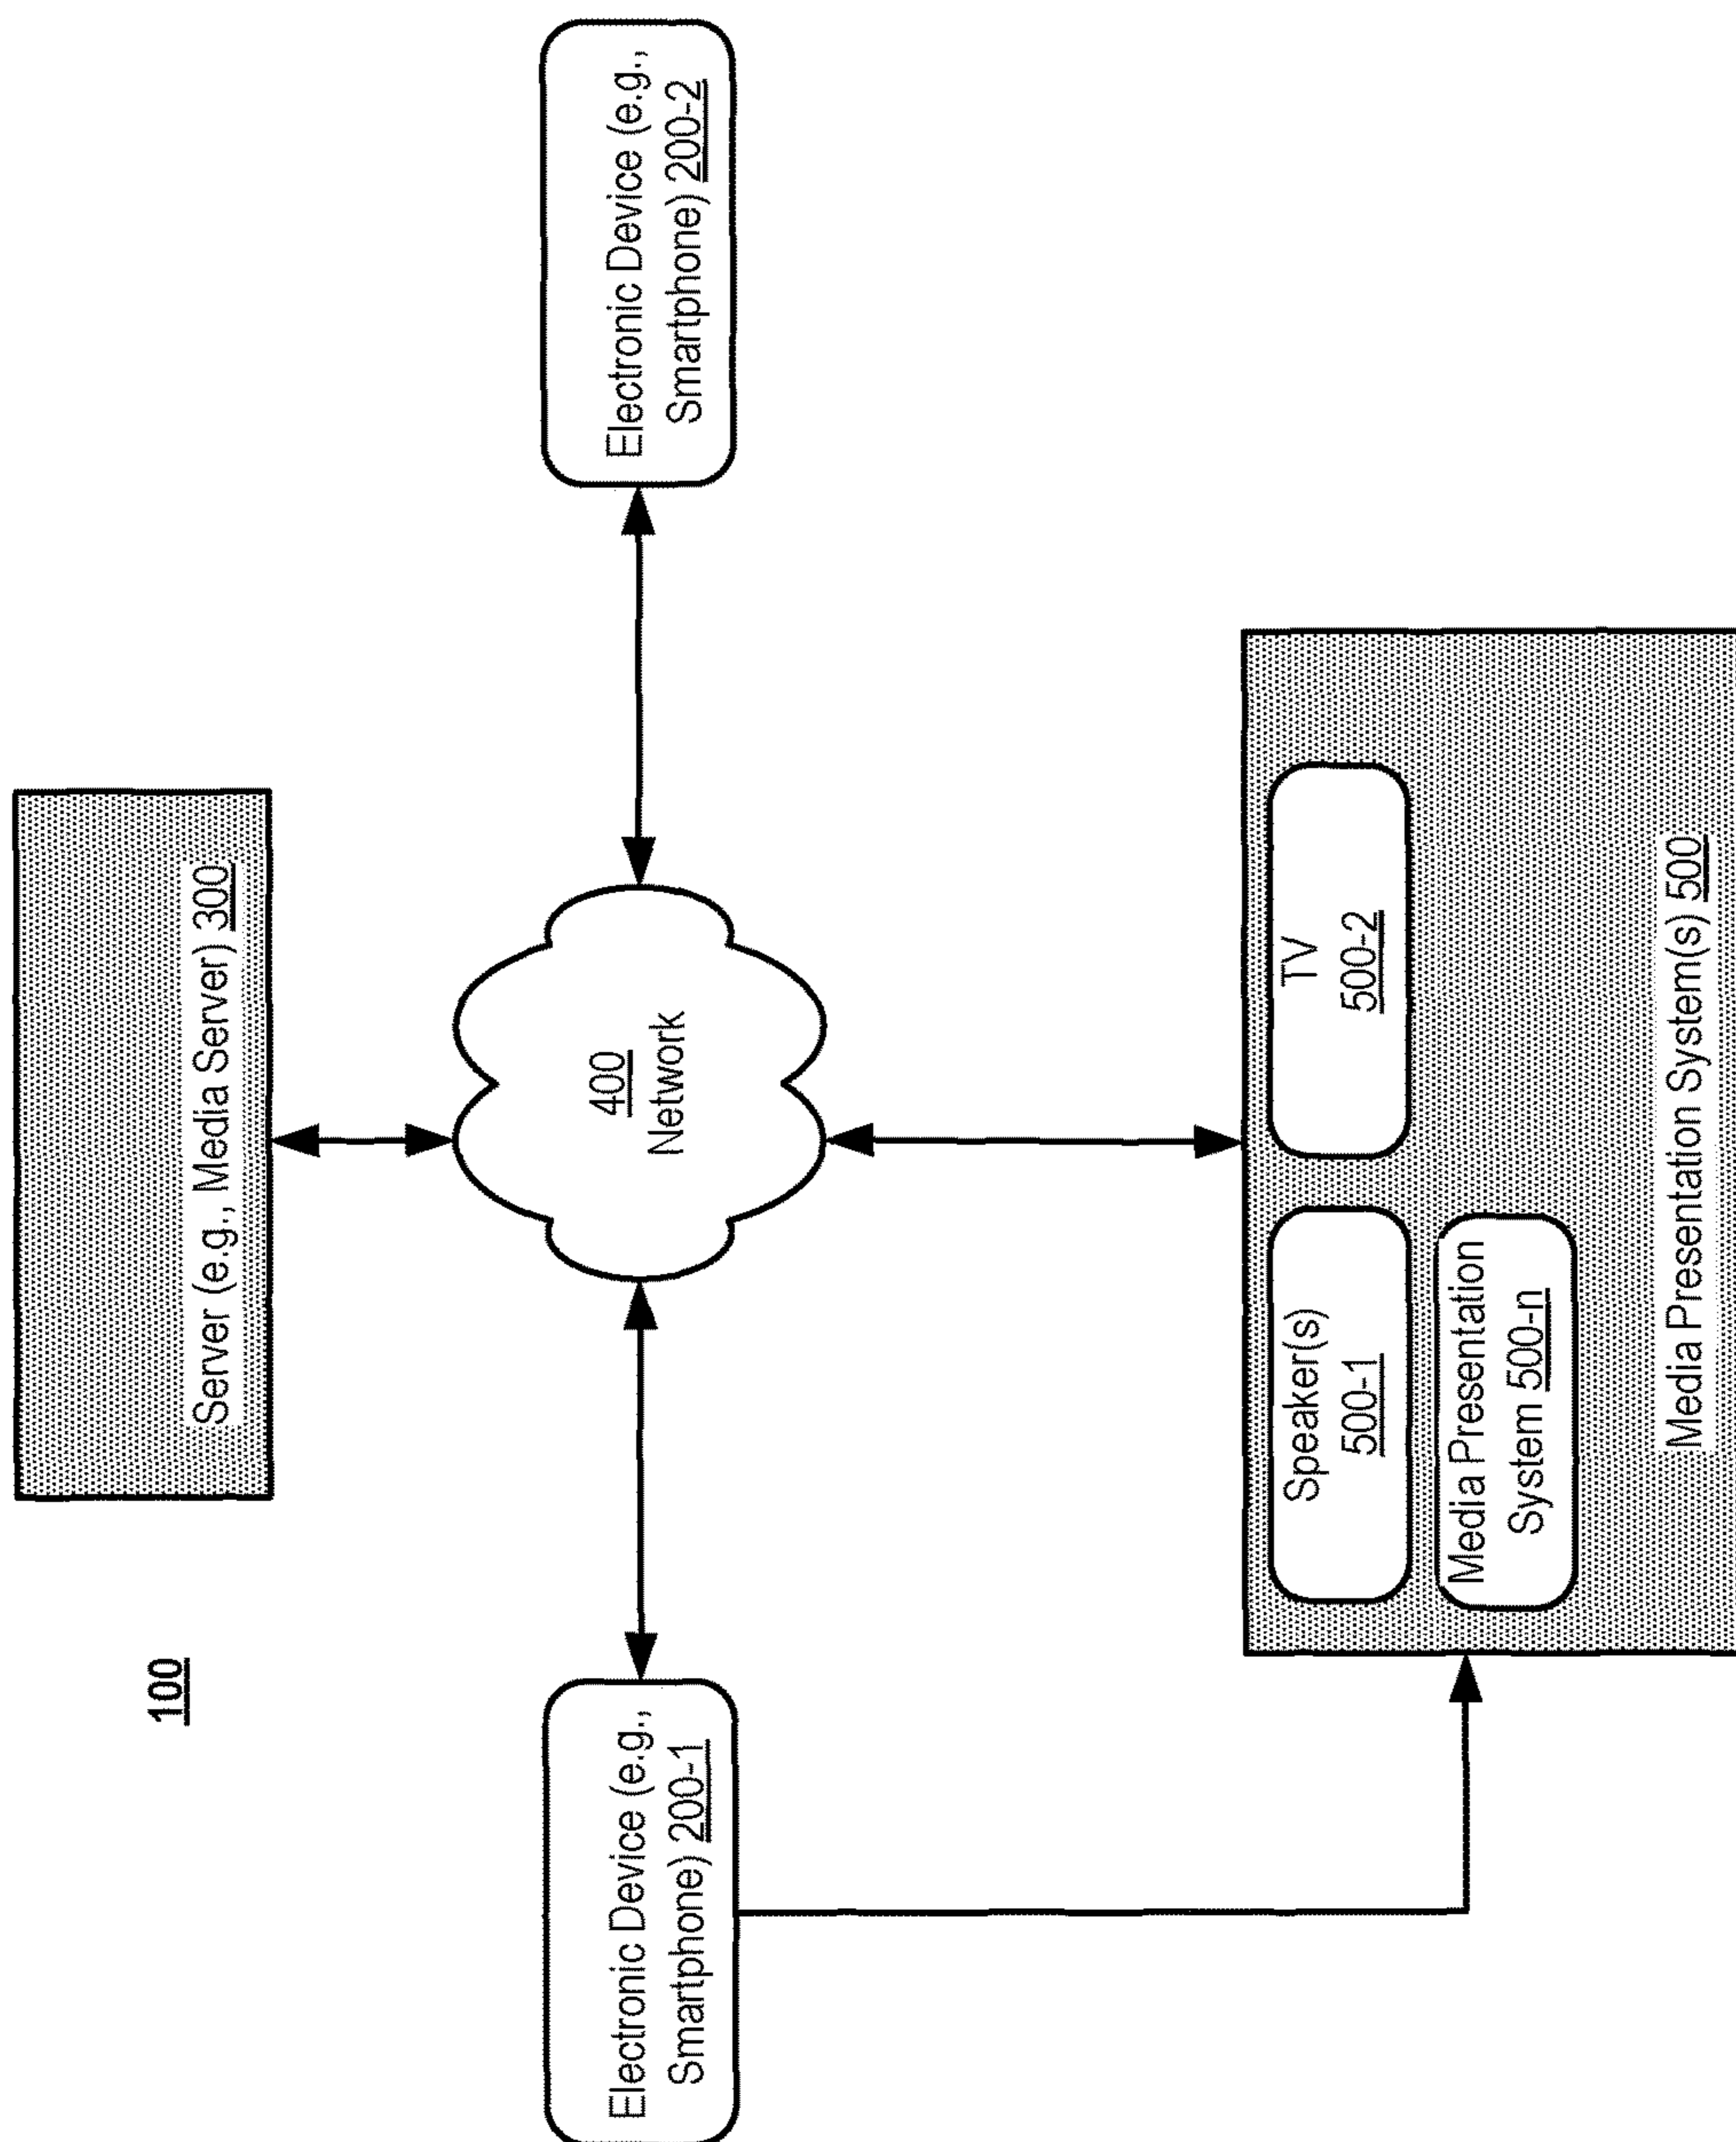 100
Server (e.g., Media Server) 300
Electronic Device (e.g.,
Smartphone) 200-1
400
Network
Electronic Device (e.g.,
Smartphone) 200-2
Speaker(s)
500-1
TV
500-2
Media Presentation
System 500-n
Media Presentation System(s) 500